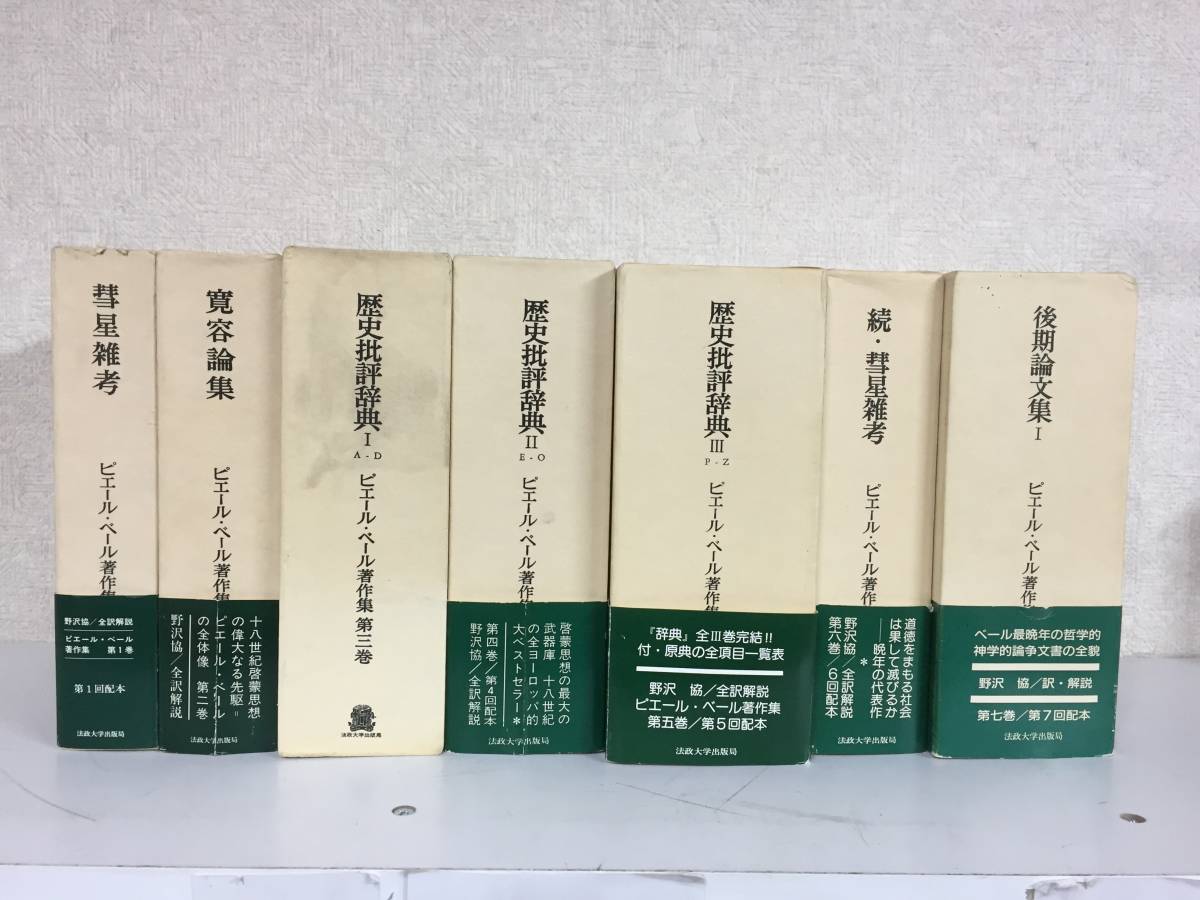 彗星雑考
ピエール・ベール著作集
野沢協/全訳解説
ピエール・ベール
著作集 第1巻
第1回配本
寛容論集
ピエール・ベール著作集
十八世紀啓蒙思想
の偉大なる先駆=
ピエール・ベール
の全体像 第二巻
野沢協/全訳解説
歴史批評辞典 I
A-D
ピエール・ベール著作集 第三巻
法政大学出版局
歴史批評辞典 II
E-O
ピエール・ベール著作集
啓蒙思想の最大の
武器庫 十八世紀
の全ヨーロッパ的
大ベストセラー*
第四巻/第4回配本
野沢協/全訳解説
法政大学出版局
歴史批評辞典 III
P-Z
ピエール・ベール著作集
『辞典』全Ⅲ巻完結!!
付・原典の全項目一覧表
野沢 協/全訳解説
ピエール・ベール著作集
第五巻/第5回配本
法政大学出版局
続・彗星雑考
ピエール・ベール著作集
道徳をまもる社会
は果して滅びるか
――晩年の代表作
*
野沢協/全訳解説
第六巻/6回配本
法政大学出版局
後期論文集 I
ピエール・ベール著作集
ベール最晩年の哲学的
神学的論争文書の全貌
野沢 協/訳・解説
第七巻/第7回配本
法政大学出版局